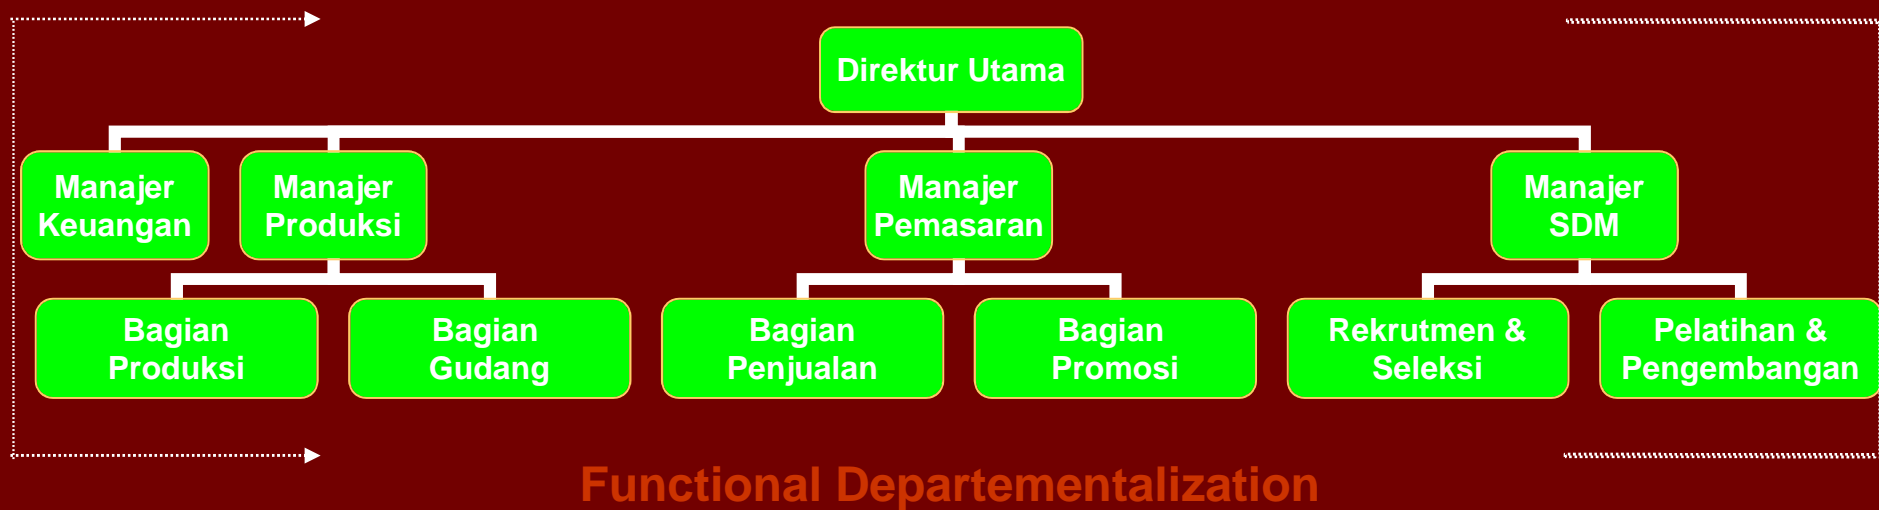 Direktur Utama
Manajer
Keuangan
Manajer
Produksi
Manajer
Pemasaran
Manajer
SDM
Bagian
Produksi
Bagian
Gudang
Bagian
Penjualan
Bagian
Promosi
Rekrutmen &
Seleksi
Pelatihan &
Pengembangan
Functional Departementalization